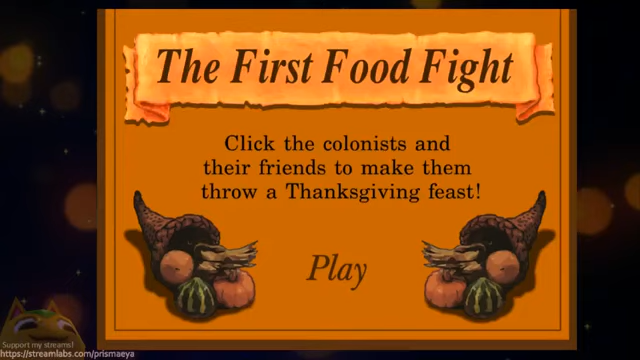 The First Food Fight
Click the colonists and
their friends to make them
throw a Thanksgiving feast!
Play
Support my streams!
https://streamlabs.com/prismaeya